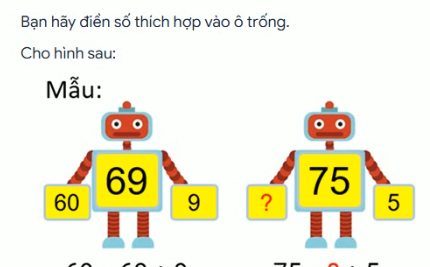 Bạn hãy điền số thích hợp vào ô trống.
Cho hình sau:
Mẫu:
69 75
60 9 ? 5